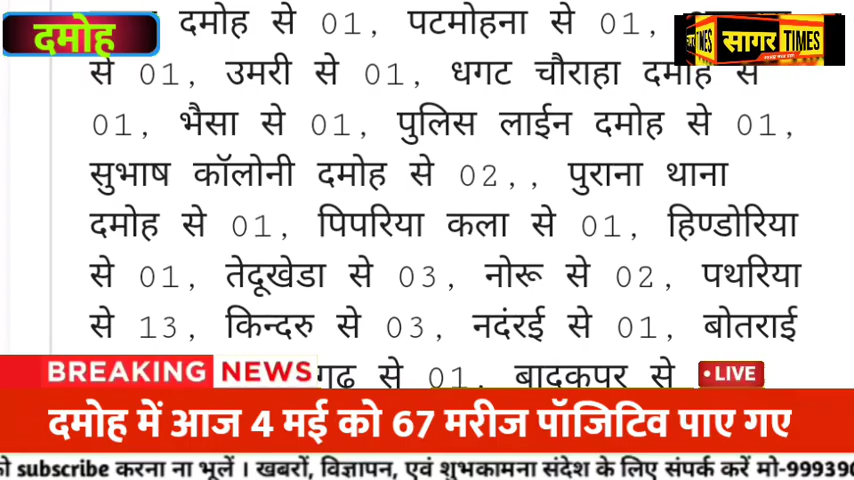 दमोह
दमोह से 01, पटमोहना से 01,
सागर TIMES
से 01, उमरी से 01, धगट चौराहा दमोह से
01, भैसा से 01, पुलिस लाईन दमोह से 01,
सुभाष कॉलोनी दमोह से 02,, पुराना थाना
दमोह से 01, पिपरिया कला से 01, हिण्डोरिया
से 01, तेदूखेडा से 03, नोरू से 02, पथरिया
से 13, किन्दरु से 03, नदंरई से 01, बोतराई
से 01, बादकपुर से
BREAKING NEWS
• LIVE
दमोह में आज 4 मई को 67 मरीज पॉजिटिव पाए गए
subscribe करना ना भूलें । खबरों, विज्ञापन, एवं शुभकामना संदेश के लिए संपर्क करें मो-99939